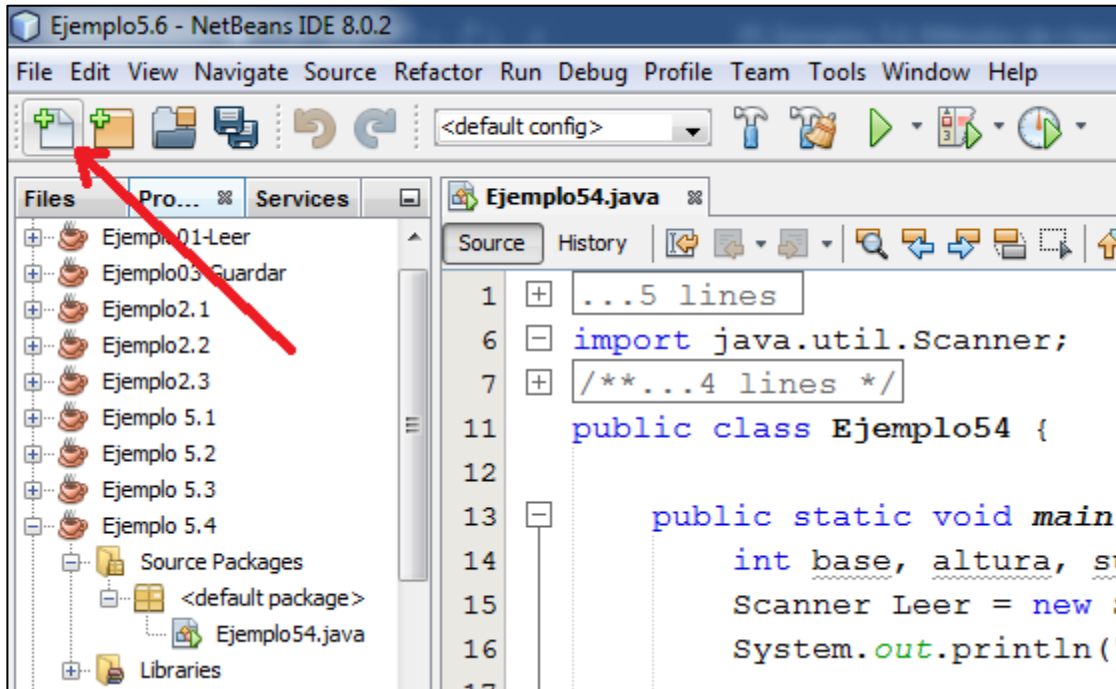 Ejemplo5.6 - NetBeans IDE 8.0.2
File Edit View Navigate Source Refactor Run Debug Profile Team Tools Window Help
<default config>
Files Pro... Services
Ejemplo01-Leer
Ejemplo03-Guardar
Ejemplo2.1
Ejemplo2.2
Ejemplo2.3
Ejemplo 5.1
Ejemplo 5.2
Ejemplo 5.3
Ejemplo 5.4
Source Packages
<default package>
Ejemplo54.java
Libraries
Ejemplo54.java
Source History
1 ...5 lines
6 import java.util.Scanner;
7 /**...4 lines */
11 public class Ejemplo54 {
12
13 public static void main
14 int base, altura, s
15 Scanner Leer = new
16 System.out.println(